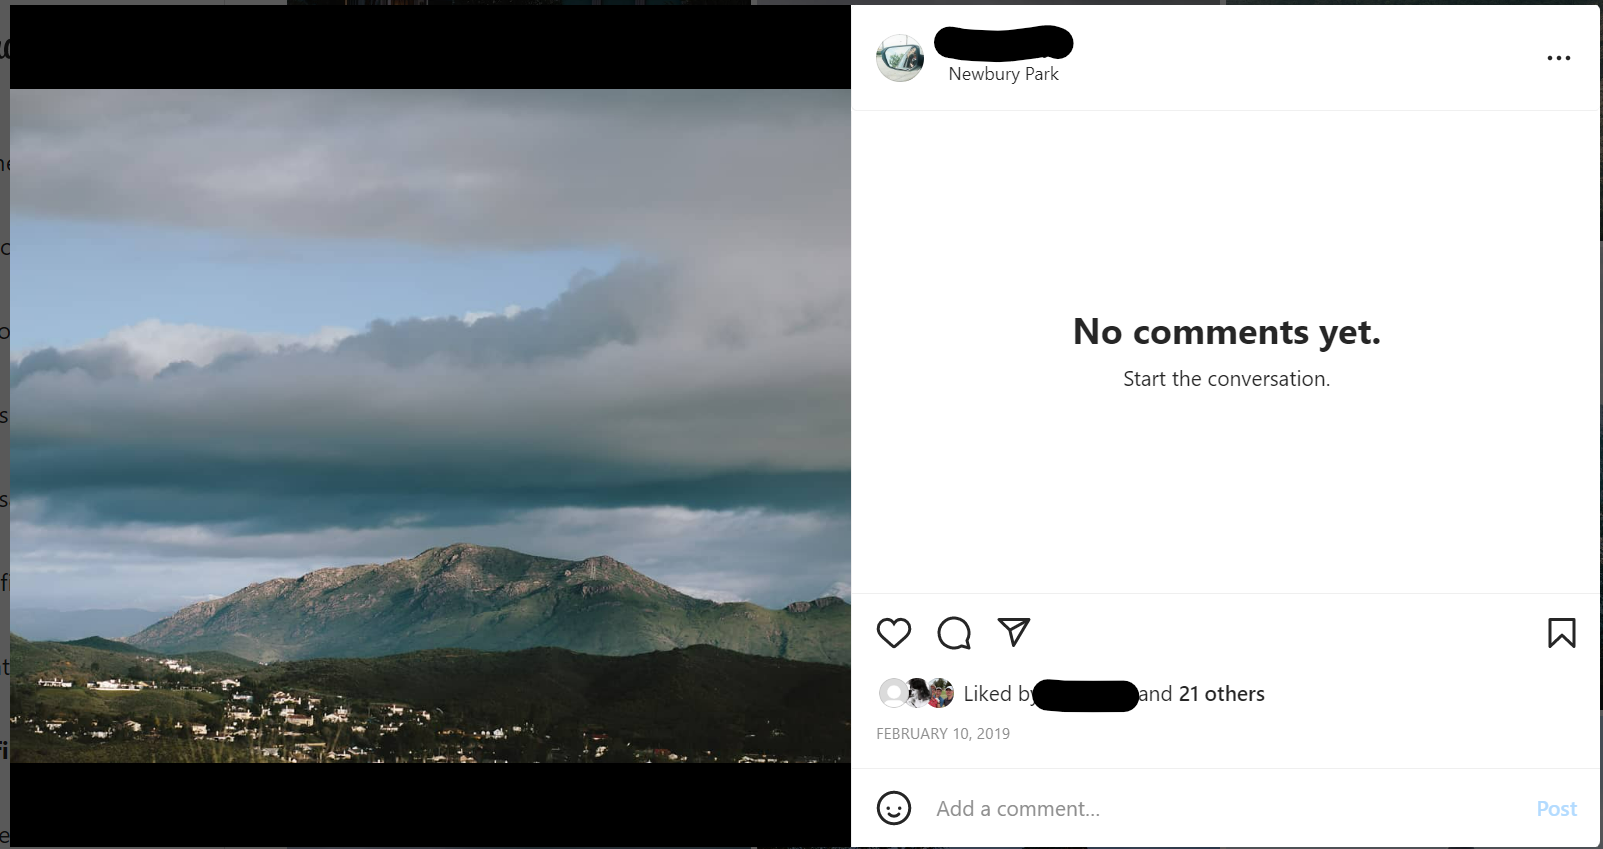 Newbury Park
No comments yet.
Start the conversation.
Liked by and 21 others
FEBRUARY 10, 2019
Add a comment...
Post